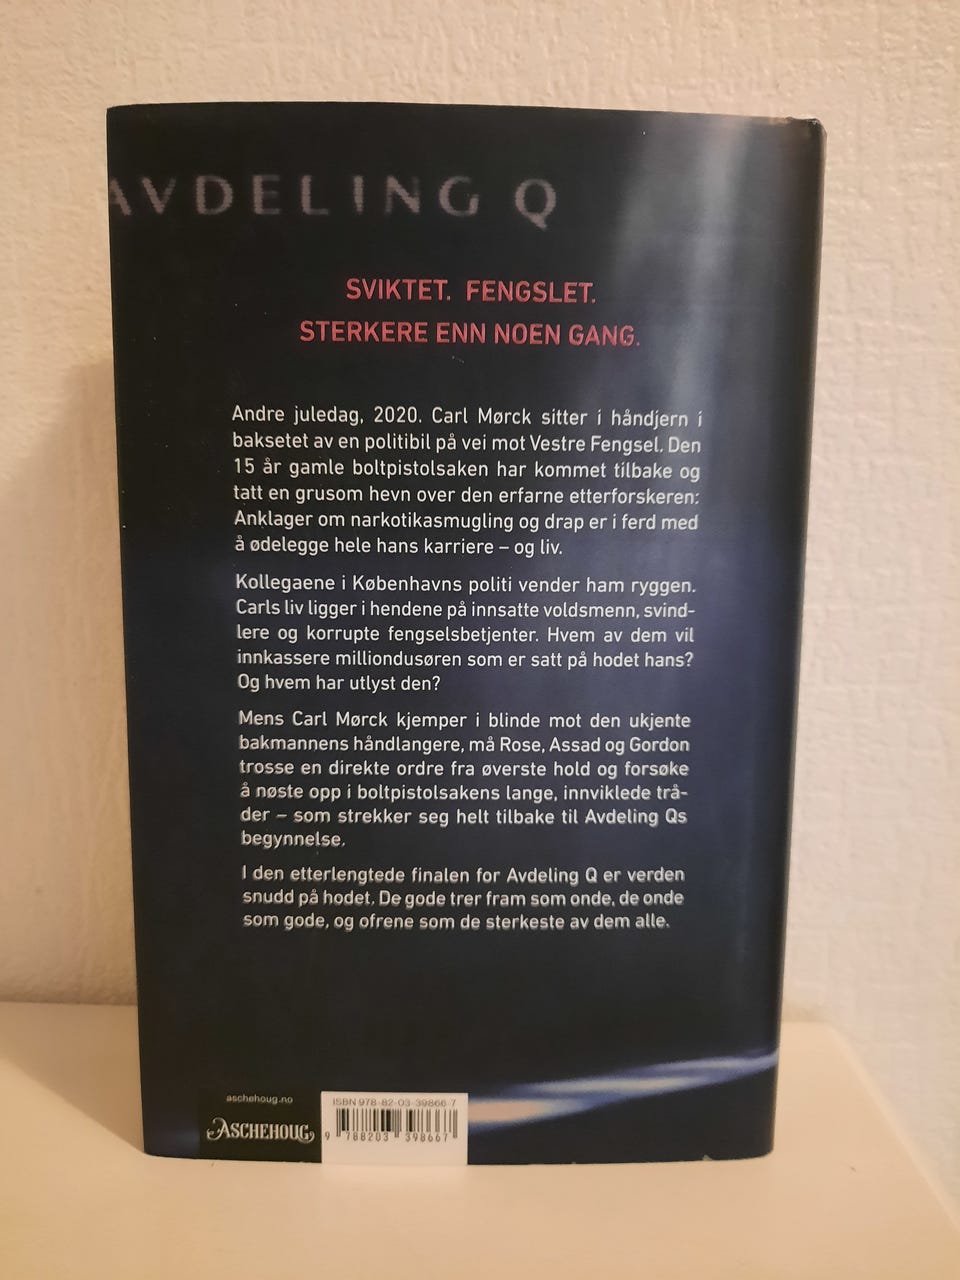 AVDELING Q
SVIKTET. FENGSLET.
STERKERE ENN NOEN GANG.
Andre juledag, 2020. Carl Mørck sitter i håndjern i
baksetet av en politibil på vei mot Vestre Fengsel. Den
15 år gamle boltpistolsaken har kommet tilbake og
tatt en grusom hevn over den erfarne etterforskeren:
Anklager om narkotikasmugling og drap er i ferd med
å ødelegge hele hans karriere – og liv.
Kollegaene i Københavns politi vender ham ryggen.
Carls liv ligger i hendene på innsatte voldsmenn, svind-
lere og korrupte fengselsbetjenter. Hvem av dem vil
innkassere milliondusøren som er satt på hodet hans?
Og hvem har utlyst den?
Mens Carl Mørck kjemper i blinde mot den ukjente
bakmannens håndlangere, må Rose, Assad og Gordon
trosse en direkte ordre fra øverste hold og forsøke
å nøste opp i boltpistolsakens lange, innviklede trå-
der – som strekker seg helt tilbake til Avdeling Qs
begynnelse.
I den etterlengtede finalen for Avdeling Q er verden
snudd på hodet. De gode trer fram som onde, de onde
som gode, og ofrene som de sterkeste av dem alle.
aschehoug.no
ASCHEHOUG
ISBN 978-82-03-39866-7
9 788203 398667